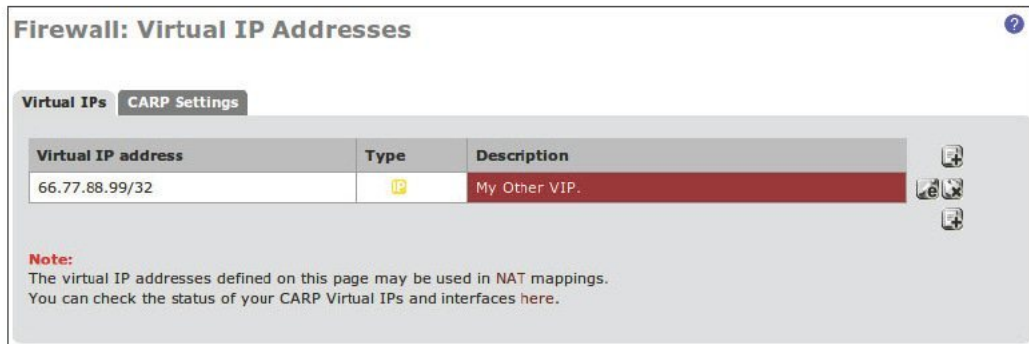 Firewall: Virtual IP Addresses
?
Virtual IPs CARP Settings
Virtual IP address Type Description
66.77.88.99/32 IP My Other VIP.
e x
Note:
The virtual IP addresses defined on this page may be used in NAT mappings.
You can check the status of your CARP Virtual IPs and interfaces here.